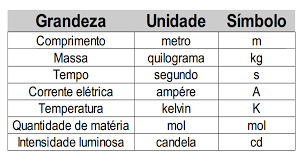 Grandeza Unidade Símbolo
Comprimento metro m
Massa quilograma kg
Tempo segundo s
Corrente elétrica ampére A
Temperatura kelvin K
Quantidade de matéria mol mol
Intensidade luminosa candela cd